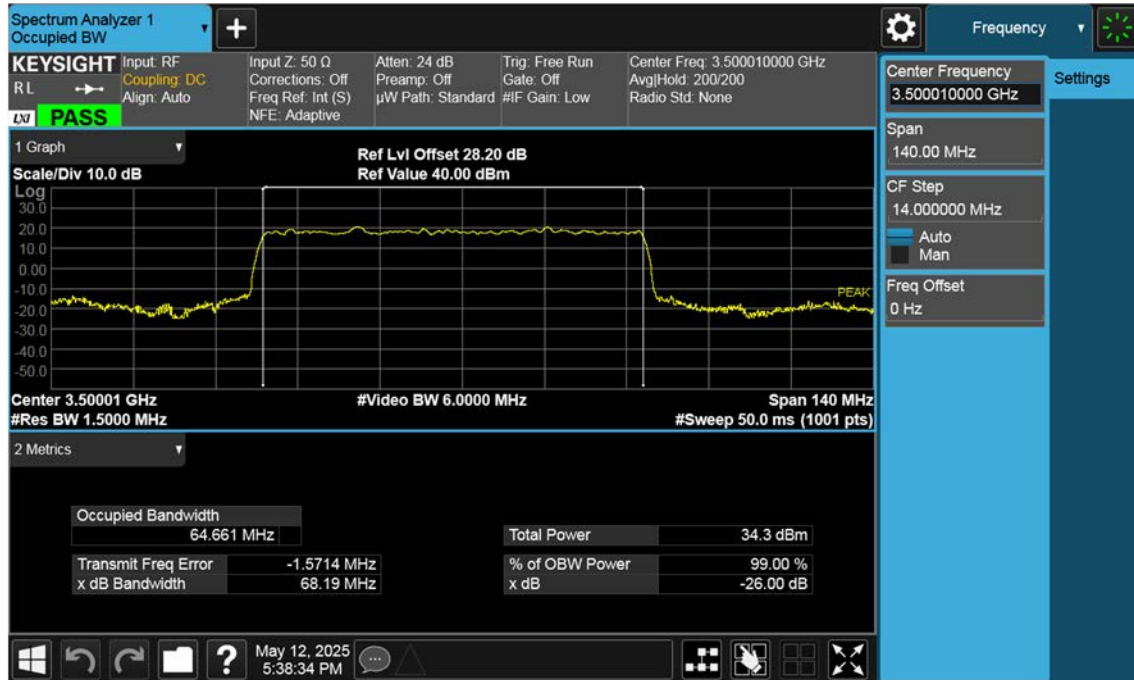 Spectrum Analyzer 1
Occupied BW
+
Frequency
KEYSIGHT
RL
LXI PASS
Input: RF
Coupling: DC
Align: Auto
Input Z: 50 Ω
Corrections: Off
Freq Ref: Int (S)
NFE: Adaptive
Atten: 24 dB
Preamp: Off
µW Path: Standard
Trig: Free Run
Gate: Off
#IF Gain: Low
Center Freq: 3.500010000 GHz
Avg|Hold: 200/200
Radio Std: None
Center Frequency
3.500010000 GHz
Settings
Span
140.00 MHz
CF Step
14.000000 MHz
Auto
Man
Freq Offset
0 Hz
1 Graph
Scale/Div 10.0 dB
Ref Lvl Offset 28.20 dB
Ref Value 40.00 dBm
Log
30.0
20.0
10.0
0.00
-10.0
-20.0
-30.0
-40.0
-50.0
PEAK
Center 3.50001 GHz
#Video BW 6.0000 MHz
Span 140 MHz
#Res BW 1.5000 MHz
#Sweep 50.0 ms (1001 pts)
2 Metrics
Occupied Bandwidth
64.661 MHz
Total Power 34.3 dBm
Transmit Freq Error -1.5714 MHz
% of OBW Power 99.00 %
x dB Bandwidth 68.19 MHz
x dB -26.00 dB
?
May 12, 2025
5:38:34 PM